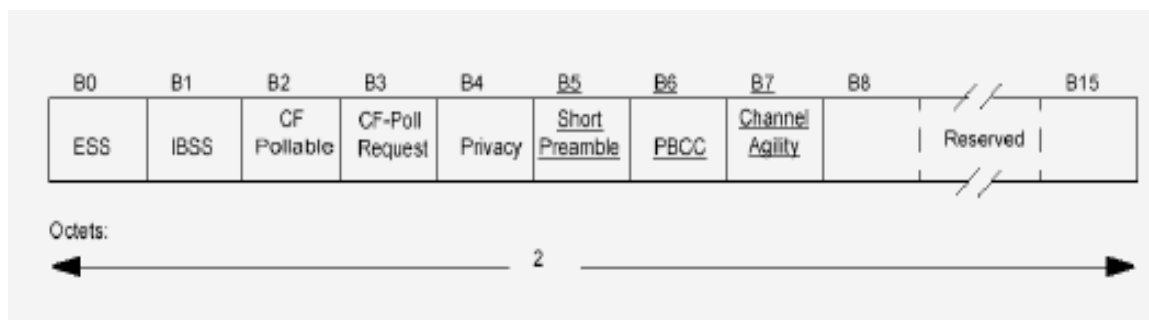 B0 B1 B2 B3 B4 B5 B6 B7 B8 B15
ESS IBSS CF Pollable CF-Poll Request Privacy Short Preamble PBCC Channel Agility Reserved
Octets:
2